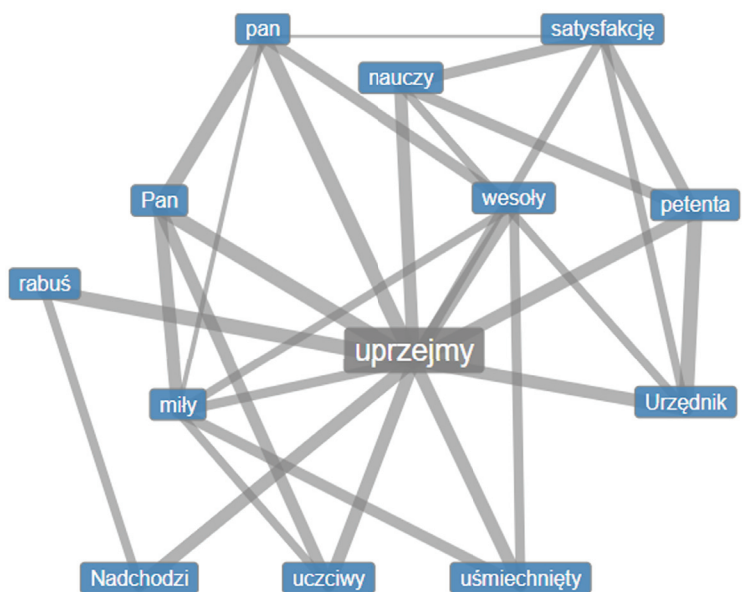 pan
satysfakcję
nauczy
Pan
wesoły
petenta
rabuś
uprzejmy
miły
Urzędnik
Nadchodzi
uczciwy
uśmiechnięty